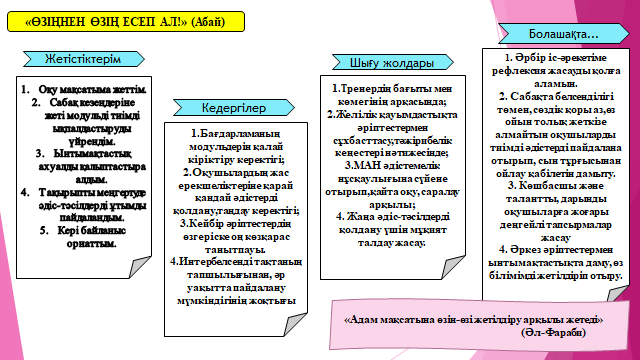 «ӨЗІҢНЕН ӨЗІҢ ЕСЕП АЛ!» (Абай)
Жетістіктерім
1. Оқу мақсатыма жеттім.
2. Сабақ кезеңдеріне
жеті модульді тиімді
ықпалдастыруды
үйрендім.
3. Ынтымақтастық
ахуалды қалыптастыра
алдым.
4. Тақырыпты меңгертуде
әдіс-тәсілдерді ұтымды
пайдаландым.
5. Кері байланыс
орнаттым.
Кедергілер
1.Бағдарламаның
модульдерін қалай
кіріктіру керектігі;
2.Оқушылардың жас
ерекшеліктеріне қарай
қандай әдістерді
қолдану,таңдау керектігі;
3.Кейбір әріптестердің
өзгеріске оң көзқарас
танытпауы.
4.Интербелсенді тақтаның
тапшылығынан, әр
уақытта пайдалану
мүмкіндігінің жоқтығы
Шығу жолдары
1.Тренердің бағыты мен
көмегінің арқасында;
2.Желілік қауымдастықта
әріптестермен
сұхбаттасу,тәжірибелік
кеңестері нәтижесінде;
3.МАН әдістемелік
нұсқаулығына сүйене
отырып,қайта оқу, саралау
арқылы;
4. Жаңа әдіс-тәсілдерді
қолдану үшін мұқият
талдау жасау.
Болашақта...
1. Әрбір іс-әрекетіме
рефлексия жасауды қолға
аламын.
2. Сабақта белсенділігі
төмен, сөздік қоры аз,өз
ойын толық жеткізе
алмайтын оқушыларды
тиімді әдістерді пайдалана
отырып, сын тұрғысынан
ойлау қабілетін дамыту.
3. Көшбасшы және
талантты, дарынды
оқушыларға жоғары
деңгейлі тапсырмалар
жасау
4. Әркез әріптестермен
ынтымақтастықта даму, өз
білімімді жетілдіріп отыру.
«Адам мақсатына өзін-өзі жетілдіру арқылы жетеді»
(Әл-Фараби)